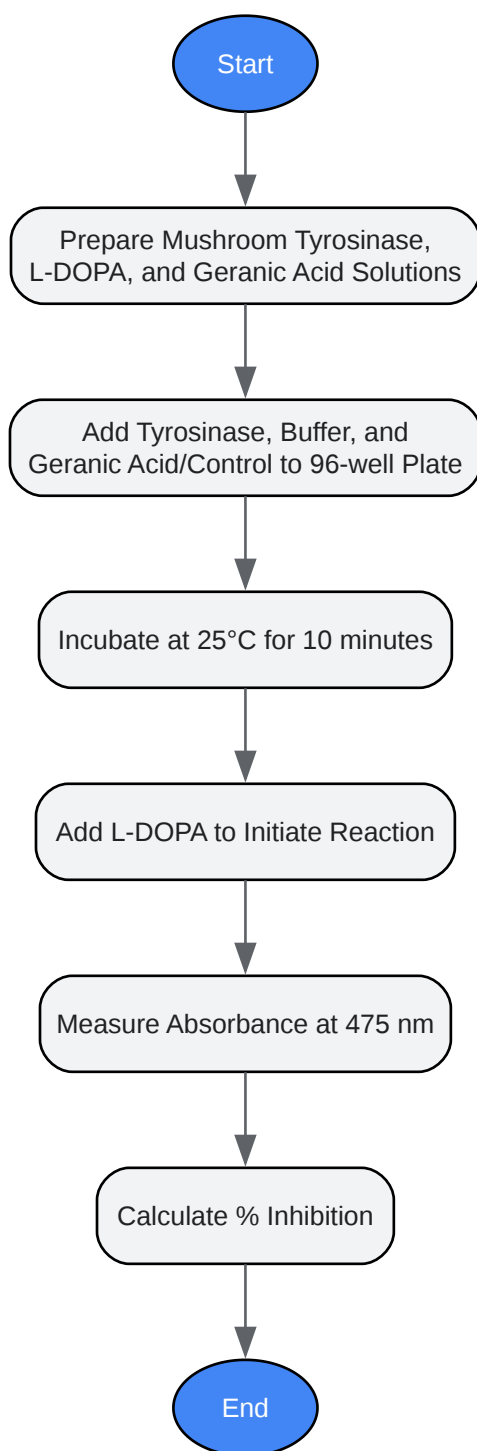 Start
Prepare Mushroom Tyrosinase,
L-DOPA, and Geranic Acid Solutions
Add Tyrosinase, Buffer, and
Geranic Acid/Control to 96-well Plate
Incubate at 25°C for 10 minutes
Add L-DOPA to Initiate Reaction
Measure Absorbance at 475 nm
Calculate % Inhibition
End